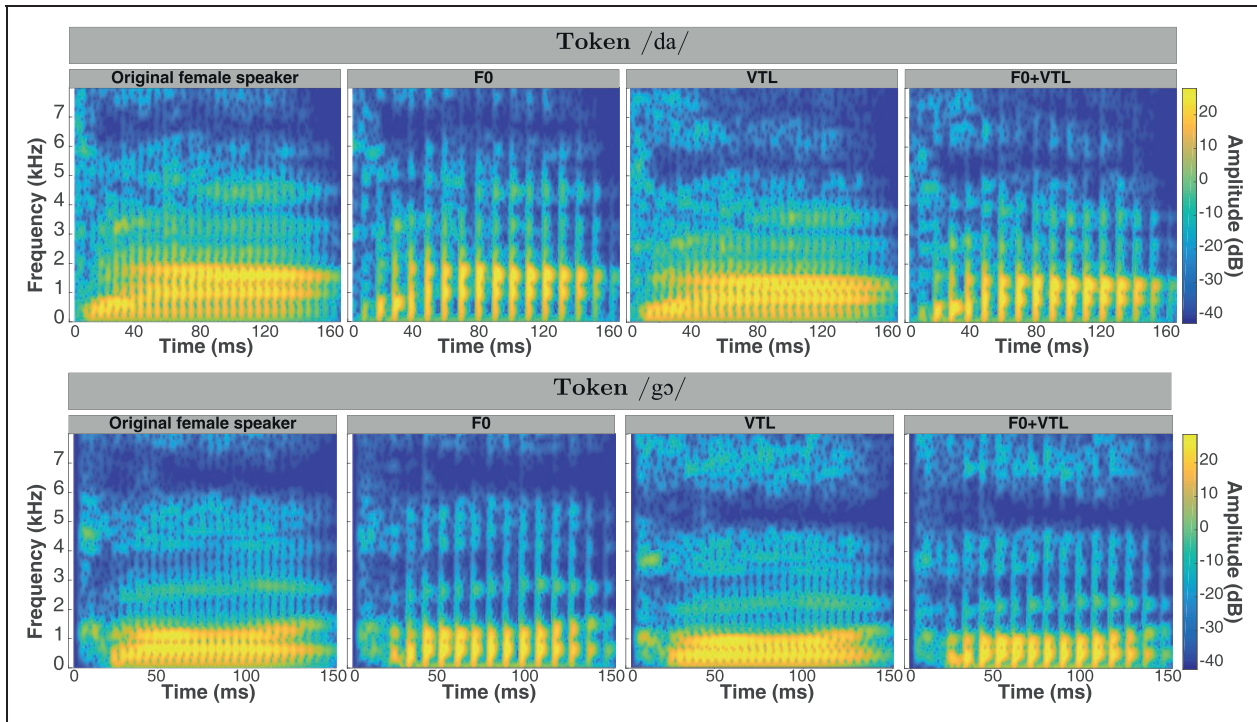 Token /da/
Original female speaker F0 VTL F0+VTL
Frequency (kHz)
7
6
5
4
3
2
1
0
40 80 120 160 40 80 120 160 40 80 120 160 40 80 120 160
Time (ms) Time (ms) Time (ms) Time (ms)
20
10
0
-10
-20
-30
-40
Amplitude (dB)
Token /gɔ/
Original female speaker F0 VTL F0+VTL
Frequency (kHz)
7
6
5
4
3
2
1
0
0 50 100 150 0 50 100 150 50 100 150 0 50 100 150
Time (ms) Time (ms) Time (ms) Time (ms)
20
10
0
-10
-20
-30
-40
Amplitude (dB)